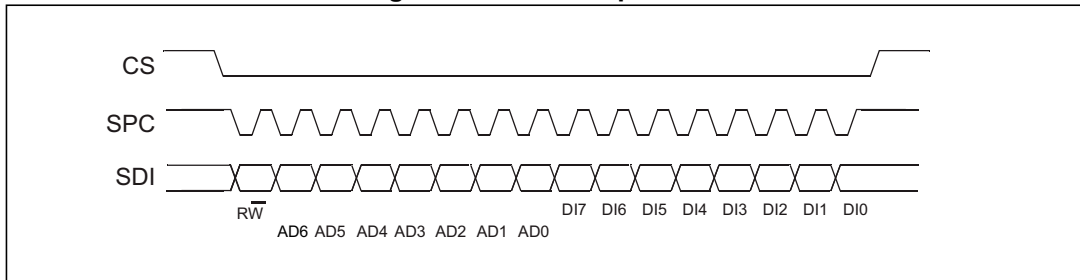 CS
SPC
SDI
RW DI7 DI6 DI5 DI4 DI3 DI2 DI1 DI0
AD6 AD5 AD4 AD3 AD2 AD1 AD0